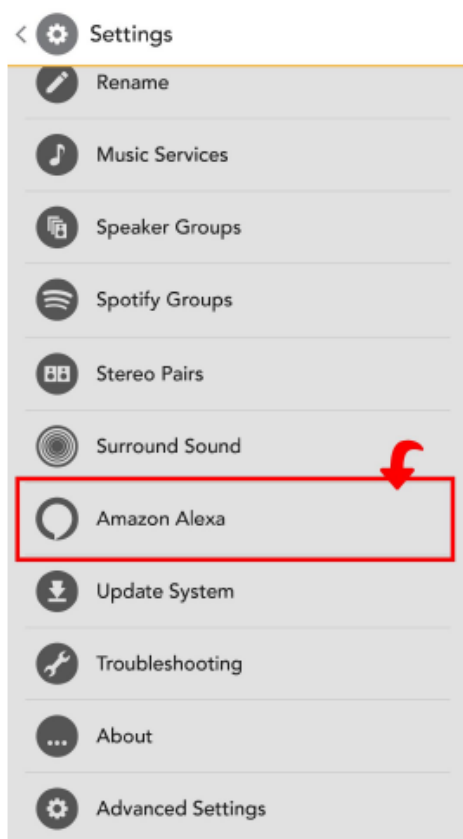 Settings
Rename
Music Services
Speaker Groups
Spotify Groups
Stereo Pairs
Surround Sound
Amazon Alexa
Update System
Troubleshooting
About
Advanced Settings